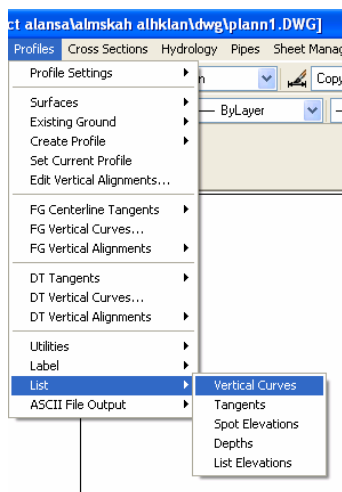 ct alansa\almskah alhklan\dwg\plann1.DWG]
Profiles Cross Sections Hydrology Pipes Sheet Manag
Profile Settings
n
Copy
Surfaces
ByLayer
Existing Ground
Create Profile
Set Current Profile
Edit Vertical Alignments...
FG Centerline Tangents
FG Vertical Curves...
FG Vertical Alignments
DT Tangents
DT Vertical Curves...
DT Vertical Alignments
Utilities
Label
List
Vertical Curves
ASCII File Output
Tangents
Spot Elevations
Depths
List Elevations